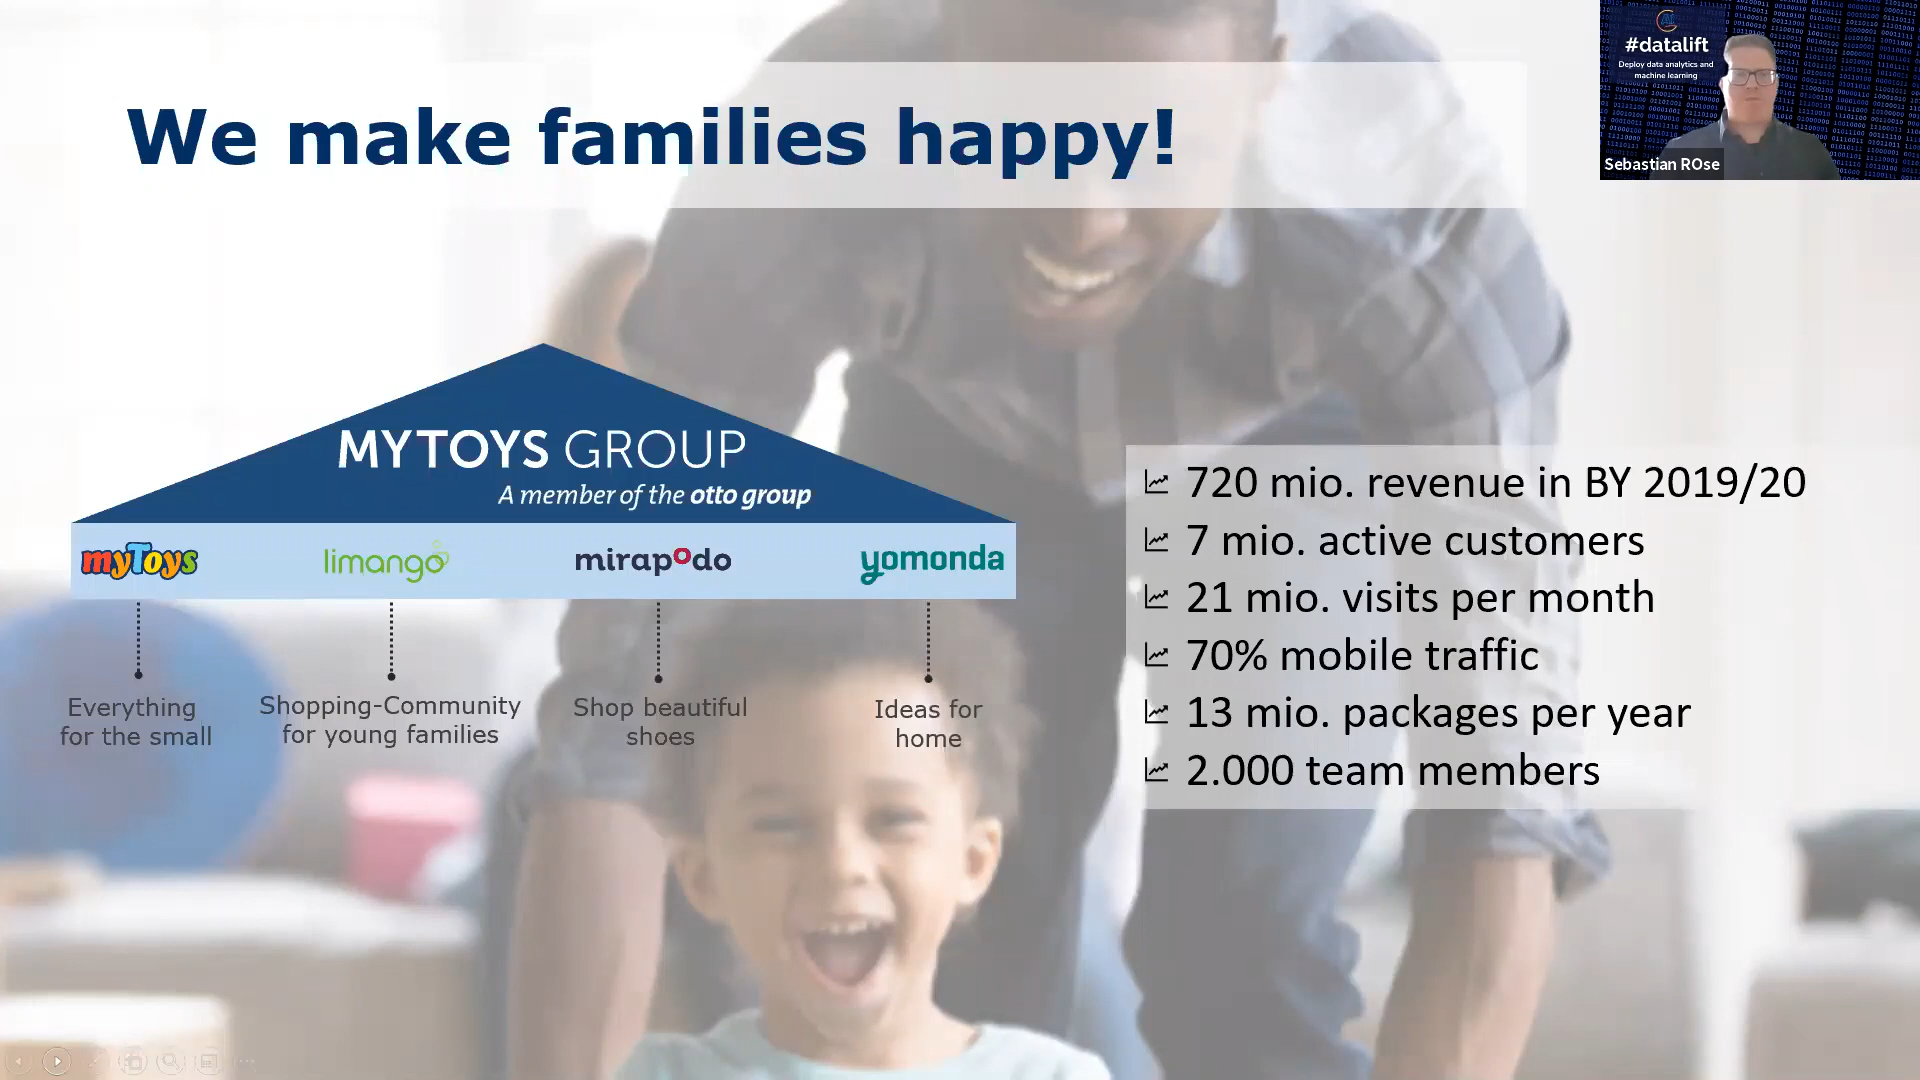 We make families happy!
#datalift
Deploy data analytics and
machine learning
Sebastian ROse
MYTOYS GROUP
A member of the otto group
myToys
limango
mirapodo
yomonda
Everything
for the small
Shopping-Community
for young families
Shop beautiful
shoes
Ideas for
home
720 mio. revenue in BY 2019/20
7 mio. active customers
21 mio. visits per month
70% mobile traffic
13 mio. packages per year
2.000 team members